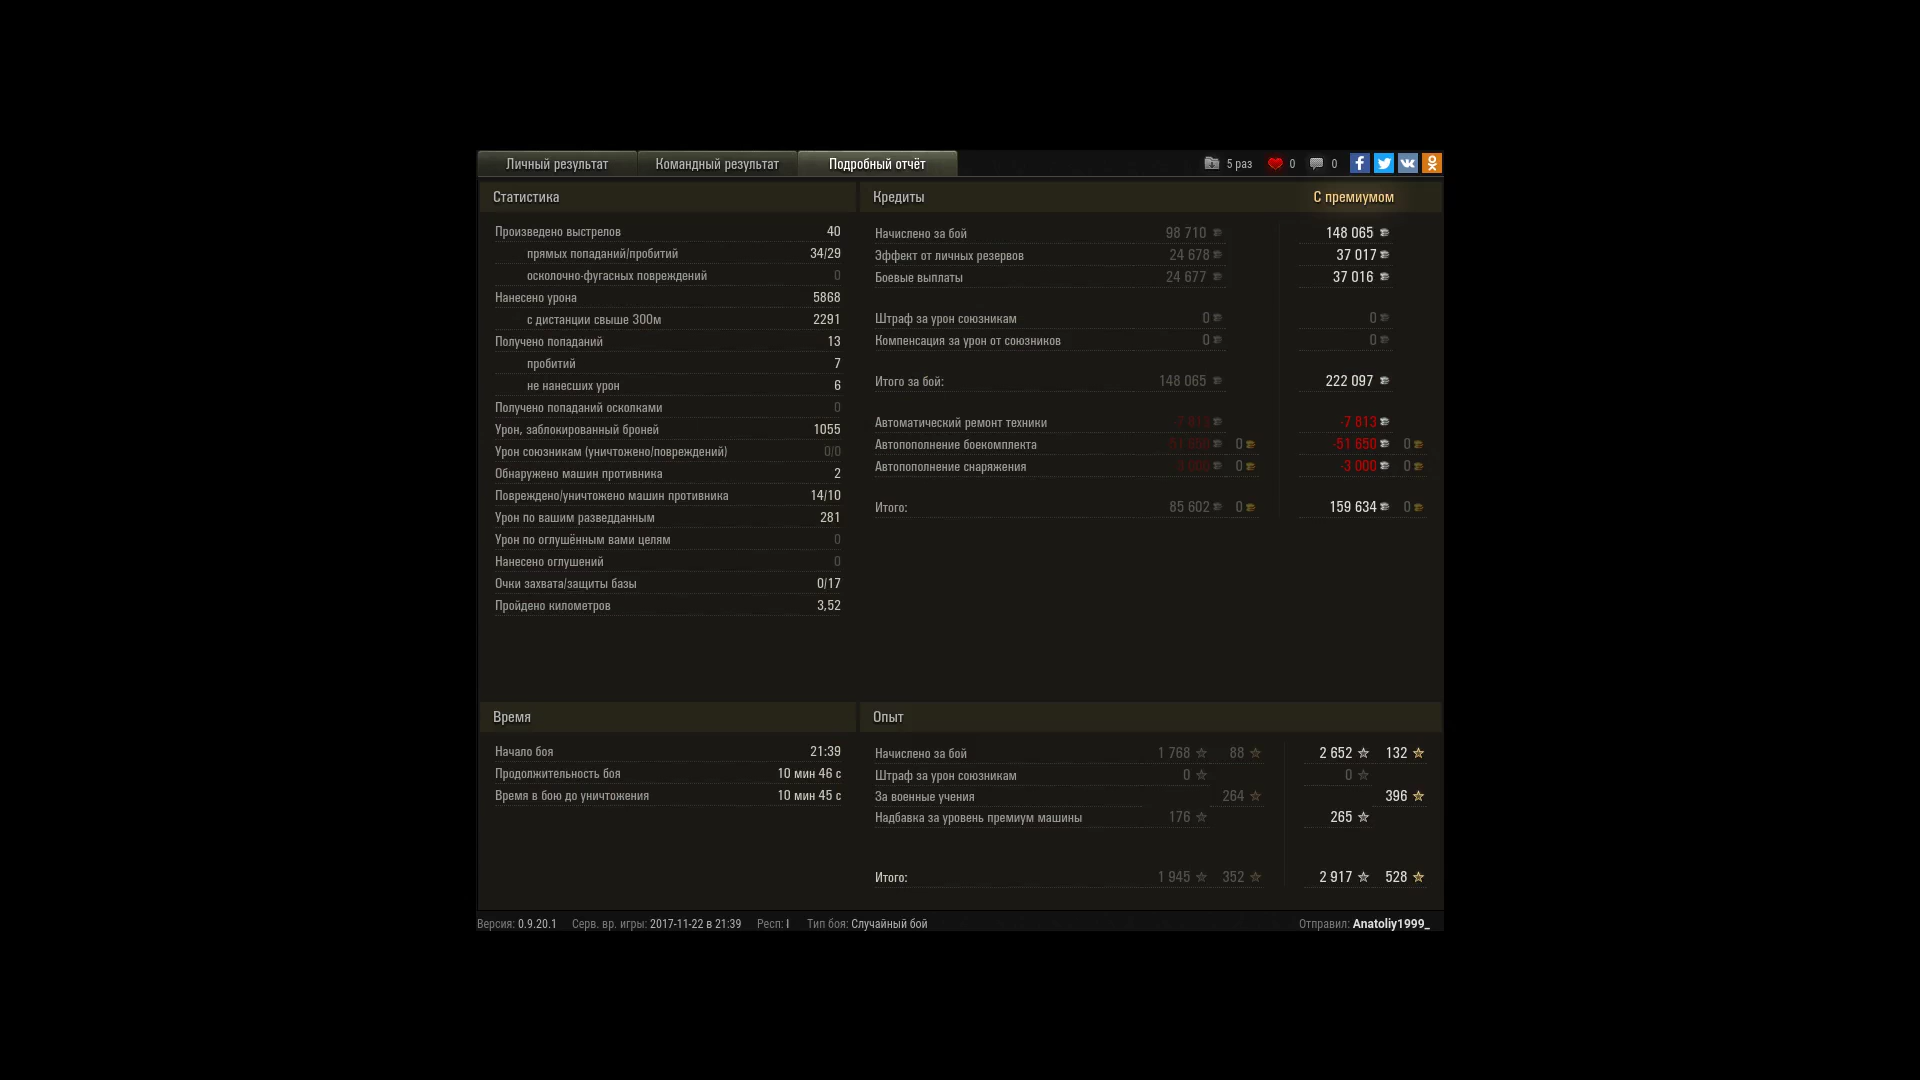 Личный результат Командный результат Подробный отчёт 5 раз 0 0
Статистика
Произведено выстрелов 40
прямых попаданий/пробитий 34/29
осколочно-фугасных повреждений 0
Нанесено урона 5868
с дистанции свыше 300м 2291
Получено попаданий 13
пробитий 7
не нанесших урон 6
Получено попаданий осколками 0
Урон, заблокированный броней 1055
Урон союзникам (уничтожено/повреждений) 0/0
Обнаружено машин противника 2
Повреждено/уничтожено машин противника 14/10
Урон по вашим разведданным 281
Урон по оглушённым вами целям 0
Нанесено оглушений 0
Очки захвата/защиты базы 0/17
Пройдено километров 3,52
Кредиты С премиумом
Начислено за бой 98 710 148 065
Эффект от личных резервов 24 678 37 017
Боевые выплаты 24 677 37 016
Штраф за урон союзникам 0 0
Компенсация за урон от союзников 0 0
Итого за бой: 148 065 222 097
Автоматический ремонт техники -7 813 -7 813
Автопополнение боекомплекта -51 650 0 -51 650 0
Автопополнение снаряжения -3 000 0 -3 000 0
Итого: 85 602 0 159 634 0
Время
Начало боя 21:39
Продолжительность боя 10 мин 46 с
Время в бою до уничтожения 10 мин 45 с
Опыт
Начислено за бой 1 768 88 2 652 132
Штраф за урон союзникам 0 0
За военные учения 264 396
Надбавка за уровень премиум машины 176 265
Итого: 1 945 352 2 917 528
Версия: 0.9.20.1 Серв. вр. игры: 2017-11-22 в 21:39 Респ: I Тип боя: Случайный бой Отправил: Anatoliy1999_